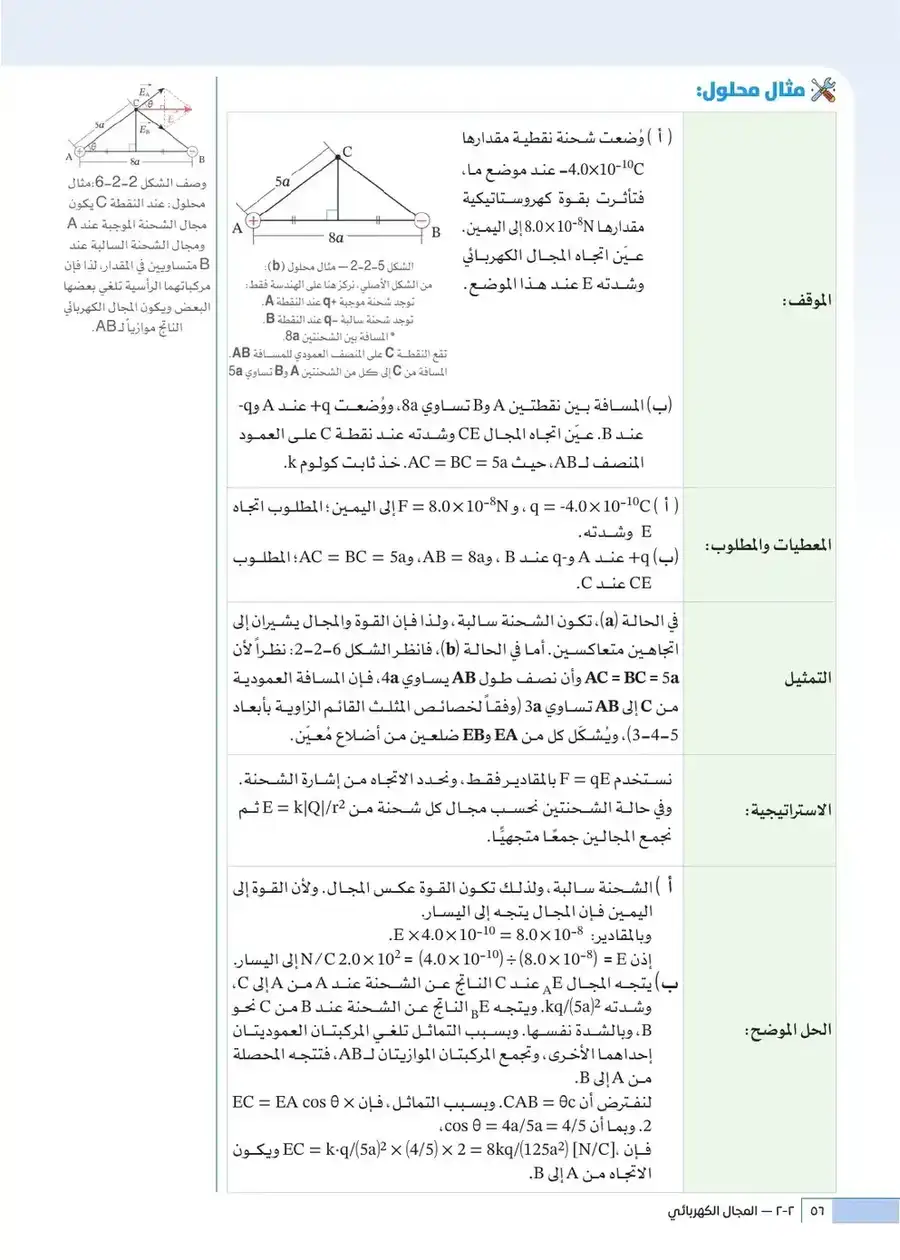 مثال محلول:
الموقف:
( أ ) وُضعت شحنة نقطية مقدارها
−4.0×10⁻¹⁰C عند موضع ما،
فتأثرت بقوة كهروستاتيكية
مقدارها 8.0×10⁻⁸N إلى اليمين.
عيّن اتجاه المجال الكهربائي
وشدته E عند هذا الموضع.
C
5a
A
+
−
B
8a
الشكل 5–2–2 — مثال محلول (b):
من الشكل الأصلي، نركز هنا على الهندسة فقط:
توجد شحنة موجبة +q عند النقطة A.
توجد شحنة سالبة –q عند النقطة B.
* المسافة بين الشحنتين 8a.
تقع النقطة C على المنصف العمودي للمسافة AB.
المسافة من C إلى كل من الشحنتين A وB تساوي 5a
(ب) المسافة بين نقطتين A وB تساوي 8a، ووُضعت +q عند A و-q
عند B. عيّن اتجاه المجال CE وشدته عند نقطة C على العمود
المنصف لـ AB، حيث AC = BC = 5a. خذ ثابت كولوم k.
المعطيات والمطلوب:
( أ ) q = -4.0×10⁻¹⁰C ، و F = 8.0×10⁻⁸N إلى اليمين؛ المطلوب اتجاه
E وشدته.
(ب) +q عند A و-q عند B ، وAB = 8a، وAC = BC = 5a؛ المطلوب
CE عند C.
التمثيل
في الحالة (a)، تكون الشحنة سالبة، ولذا فإن القوة والمجال يشيران إلى
اتجاهين متعاكسين. أما في الحالة (b)، فانظر الشكل 6–2–2: نظراً لأن
AC = BC = 5a وأن نصف طول AB يساوي 4a، فإن المسافة العمودية
من C إلى AB تساوي 3a (وفقاً لخصائص المثلث القائم الزاوية بأبعاد
3–4–5)، ويُشكّل كل من EA وEB ضلعين من أضلاع مُعيّن.
الاستراتيجية:
نستخدم F = qE بالمقادير فقط، ونحدد الاتجاه من إشارة الشحنة.
وفي حالة الشحنتين نحسب مجال كل شحنة من E = k|Q|/r² ثم
نجمع المجالين جمعًا متجهيًّا.
الحل الموضح:
أ ) الشحنة سالبة، ولذلك تكون القوة عكس المجال. ولأن القوة إلى
اليمين فإن المجال يتجه إلى اليسار.
وبالمقادير: E ×4.0×10⁻¹⁰ = 8.0×10⁻⁸.
إذن E = (8.0×10⁻⁸) ÷ (4.0×10⁻¹⁰) = 2.0×10² N/C إلى اليسار.
ب) يتجه المجال E_A عند C الناتج عن الشحنة عند A من A إلى C،
وشدته kq/(5a)². ويتجه E_B الناتج عن الشحنة عند B من C نحو
B، وبالشدة نفسها. وبسبب التماثل تلغي المركبتان العموديتان
إحداهما الأخرى، وتجمع المركبتان الموازيتان لـ AB، فتتجه المحصلة
من A إلى B.
لنفترض أن CAB = θc. وبسبب التماثل، فإن EC = EA cos θ ×
2. وبما أن cos θ = 4a/5a = 4/5،
فإن EC = k·q/(5a)² × (4/5) × 2 = 8kq/(125a²) [N/C]، ويكون
الاتجاه من A إلى B.
E_A
C
θ
E
E_B
5a
A
+
θ
−
B
8a
وصف الشكل 2–2–6: مثال
محلول: عند النقطة C يكون
مجال الشحنة الموجبة عند A
ومجال الشحنة السالبة عند
B متساويين في المقدار، لذا فإن
مركباتهما الرأسية تلغي بعضها
البعض ويكون المجال الكهربائي
الناتج موازياً لـ AB.
٥٦ ٢-٢ — المجال الكهربائي